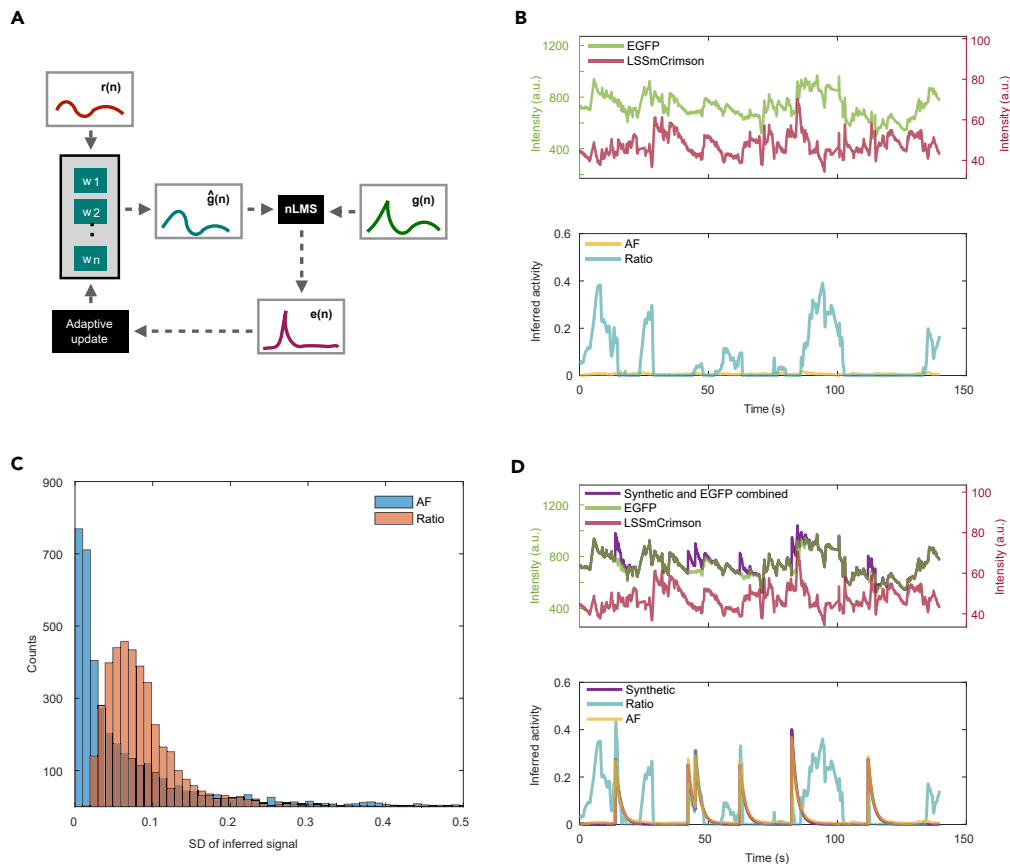 A
r(n)
w 1
w 2
w n
ĝ(n)
nLMS
g(n)
Adaptive
update
e(n)
B
EGFP
LSSmCrimson
1200
800
400
Intensity (a.u.)
100
80
60
40
Intensity (a.u.)
AF
Ratio
0.6
0.4
0.2
0
Inferred activity
0 50 100 150
Time (s)
C
900
700
500
300
100
Counts
AF
Ratio
0 0.1 0.2 0.3 0.4 0.5
SD of inferred signal
D
Synthetic and EGFP combined
EGFP
LSSmCrimson
1200
800
400
Intensity (a.u.)
100
80
60
40
Intensity (a.u.)
Synthetic
Ratio
AF
0.6
0.4
0.2
0
Inferred activity
0 50 100 150
Time (s)